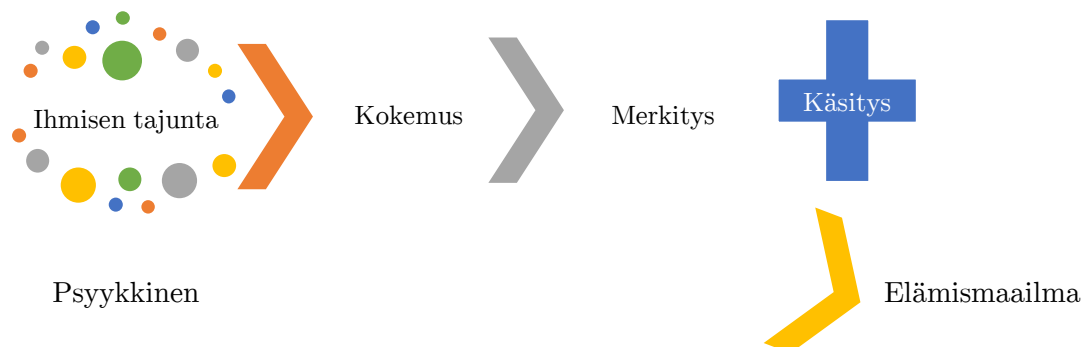 Ihmisen tajunta
Kokemus
Merkitys
Käsitys
Psyykkinen
Elämismaailma